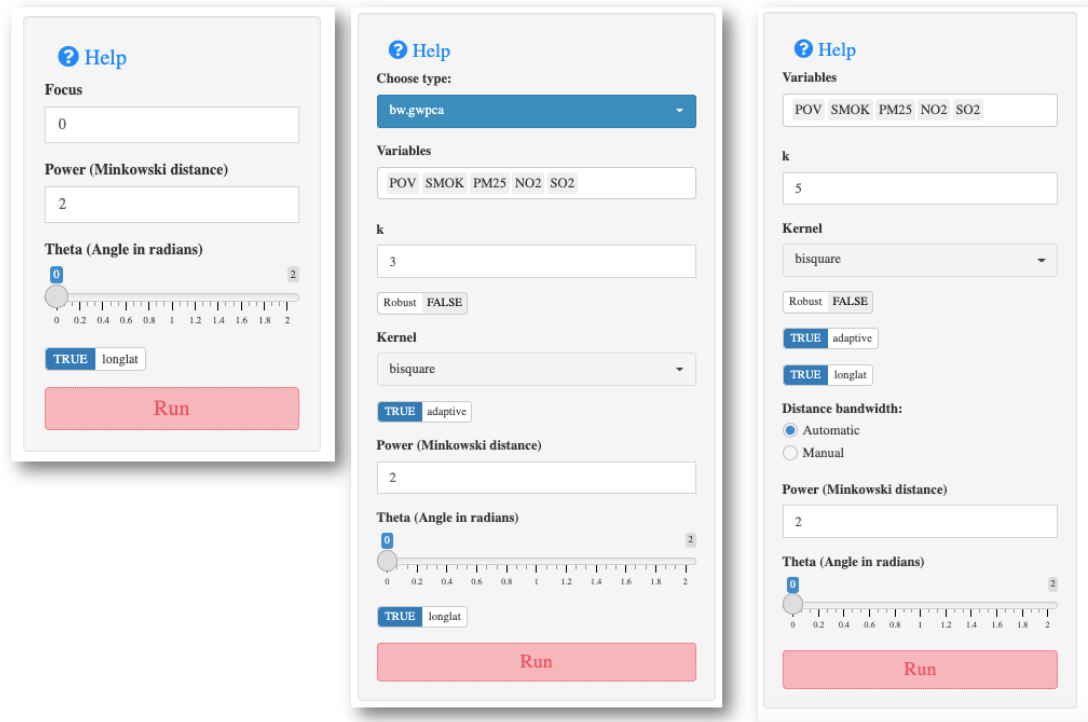 Help
Focus
0
Power (Minkowski distance)
2
Theta (Angle in radians)
0 2
0 0.2 0.4 0.6 0.8 1 1.2 1.4 1.6 1.8 2
TRUE longlat
Run
Help
Choose type:
bw.gwpca
Variables
POV SMOK PM25 NO2 SO2
k
3
Robust FALSE
Kernel
bisquare
TRUE adaptive
Power (Minkowski distance)
2
Theta (Angle in radians)
0 2
0 0.2 0.4 0.6 0.8 1 1.2 1.4 1.6 1.8 2
TRUE longlat
Run
Help
Variables
POV SMOK PM25 NO2 SO2
k
5
Kernel
bisquare
Robust FALSE
TRUE adaptive
TRUE longlat
Distance bandwidth:
Automatic
Manual
Power (Minkowski distance)
2
Theta (Angle in radians)
0 2
0 0.2 0.4 0.6 0.8 1 1.2 1.4 1.6 1.8 2
Run